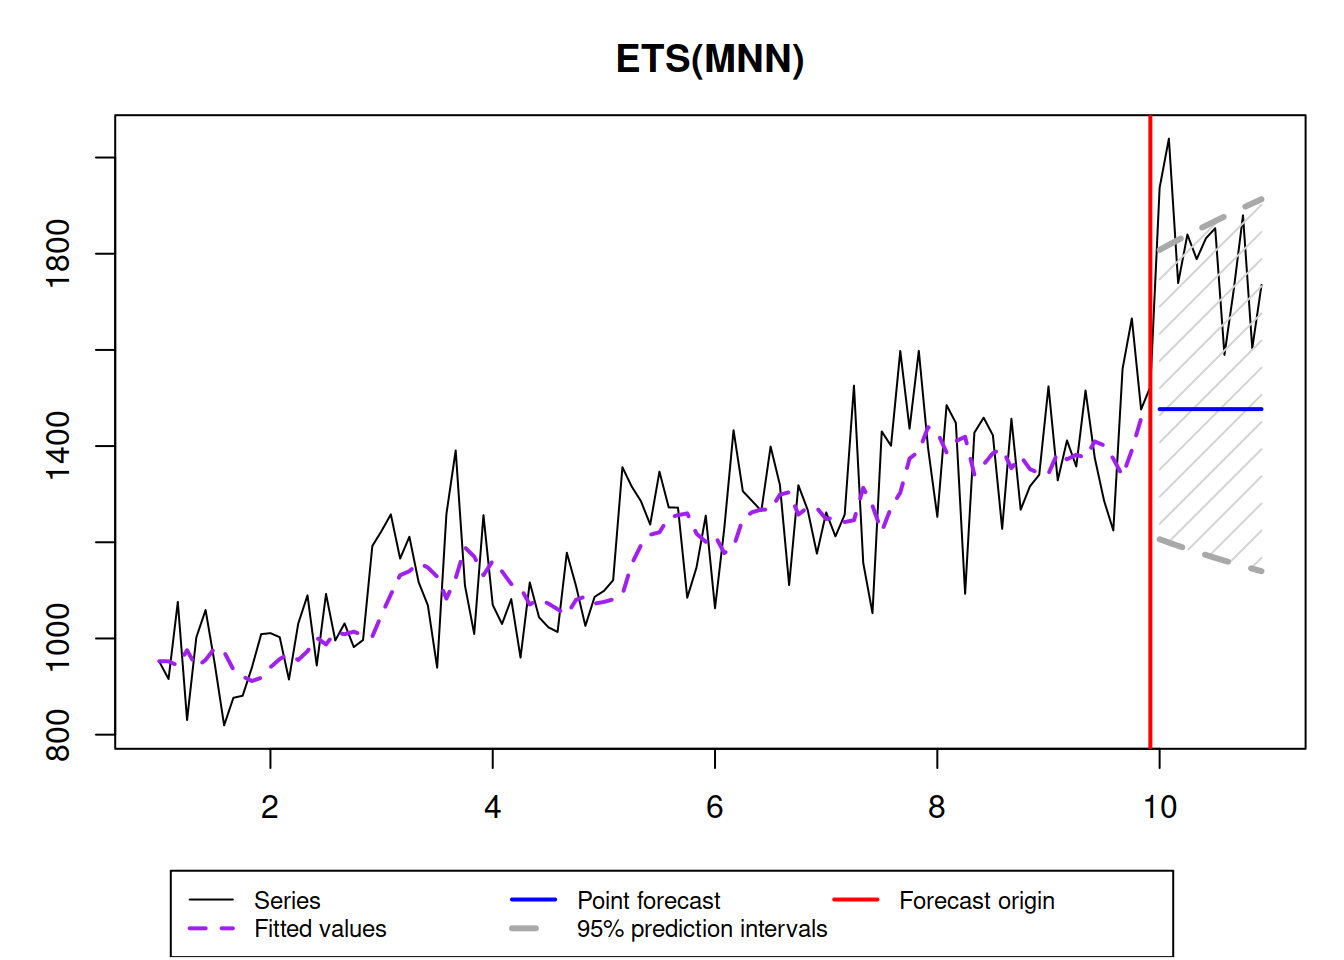 ETS(MNN)
1800
1400
1000
800
2 4 6 8 10
Series Point forecast Forecast origin
Fitted values 95% prediction intervals